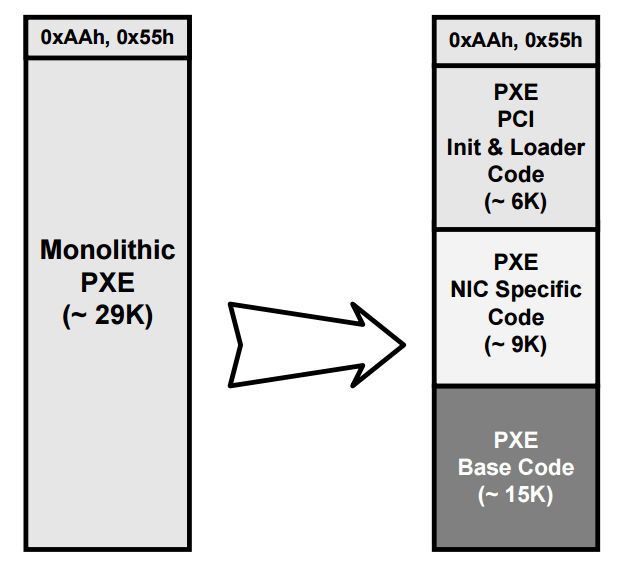 0xAAh, 0x55h
Monolithic
PXE
(~ 29K)
0xAAh, 0x55h
PXE
PCI
Init & Loader
Code
(~ 6K)
PXE
NIC Specific
Code
(~ 9K)
PXE
Base Code
(~ 15K)